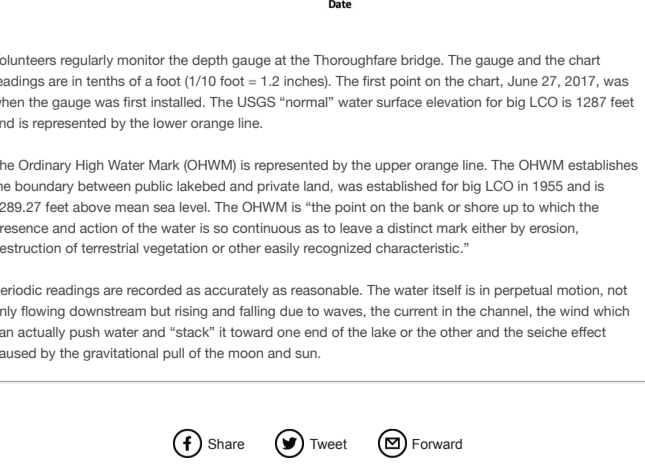 Date
olunteers regularly monitor the depth gauge at the Thoroughfare bridge. The gauge and the chart
eadings are in tenths of a foot (1/10 foot = 1.2 inches). The first point on the chart, June 27, 2017, was
when the gauge was first installed. The USGS “normal” water surface elevation for big LCO is 1287 feet
nd is represented by the lower orange line.
he Ordinary High Water Mark (OHWM) is represented by the upper orange line. The OHWM establishes
he boundary between public lakebed and private land, was established for big LCO in 1955 and is
289.27 feet above mean sea level. The OHWM is “the point on the bank or shore up to which the
resence and action of the water is so continuous as to leave a distinct mark either by erosion,
estruction of terrestrial vegetation or other easily recognized characteristic.”
eriodic readings are recorded as accurately as reasonable. The water itself is in perpetual motion, not
nly flowing downstream but rising and falling due to waves, the current in the channel, the wind which
an actually push water and “stack” it toward one end of the lake or the other and the seiche effect
aused by the gravitational pull of the moon and sun.
Share Tweet Forward